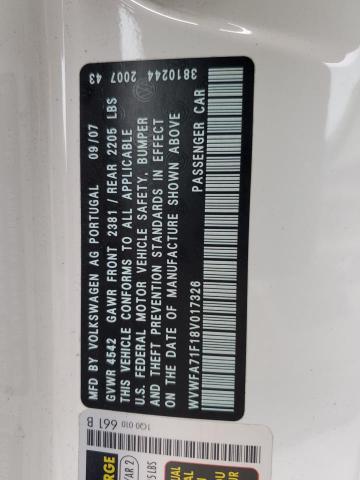 MFD BY VOLKSWAGEN AG PORTUGAL 09/07 2007 43 3810244
GVWR 4542 GAWR FRONT 2381 / REAR 2205 LBS
THIS VEHICLE CONFORMS TO ALL APPLICABLE
U.S. FEDERAL MOTOR VEHICLE SAFETY, BUMPER
AND THEFT PREVENTION STANDARDS IN EFFECT
ON THE DATE OF MANUFACTURE SHOWN ABOVE
WVWFA71F18V017326 PASSENGER CAR
1Q0 010 661 B